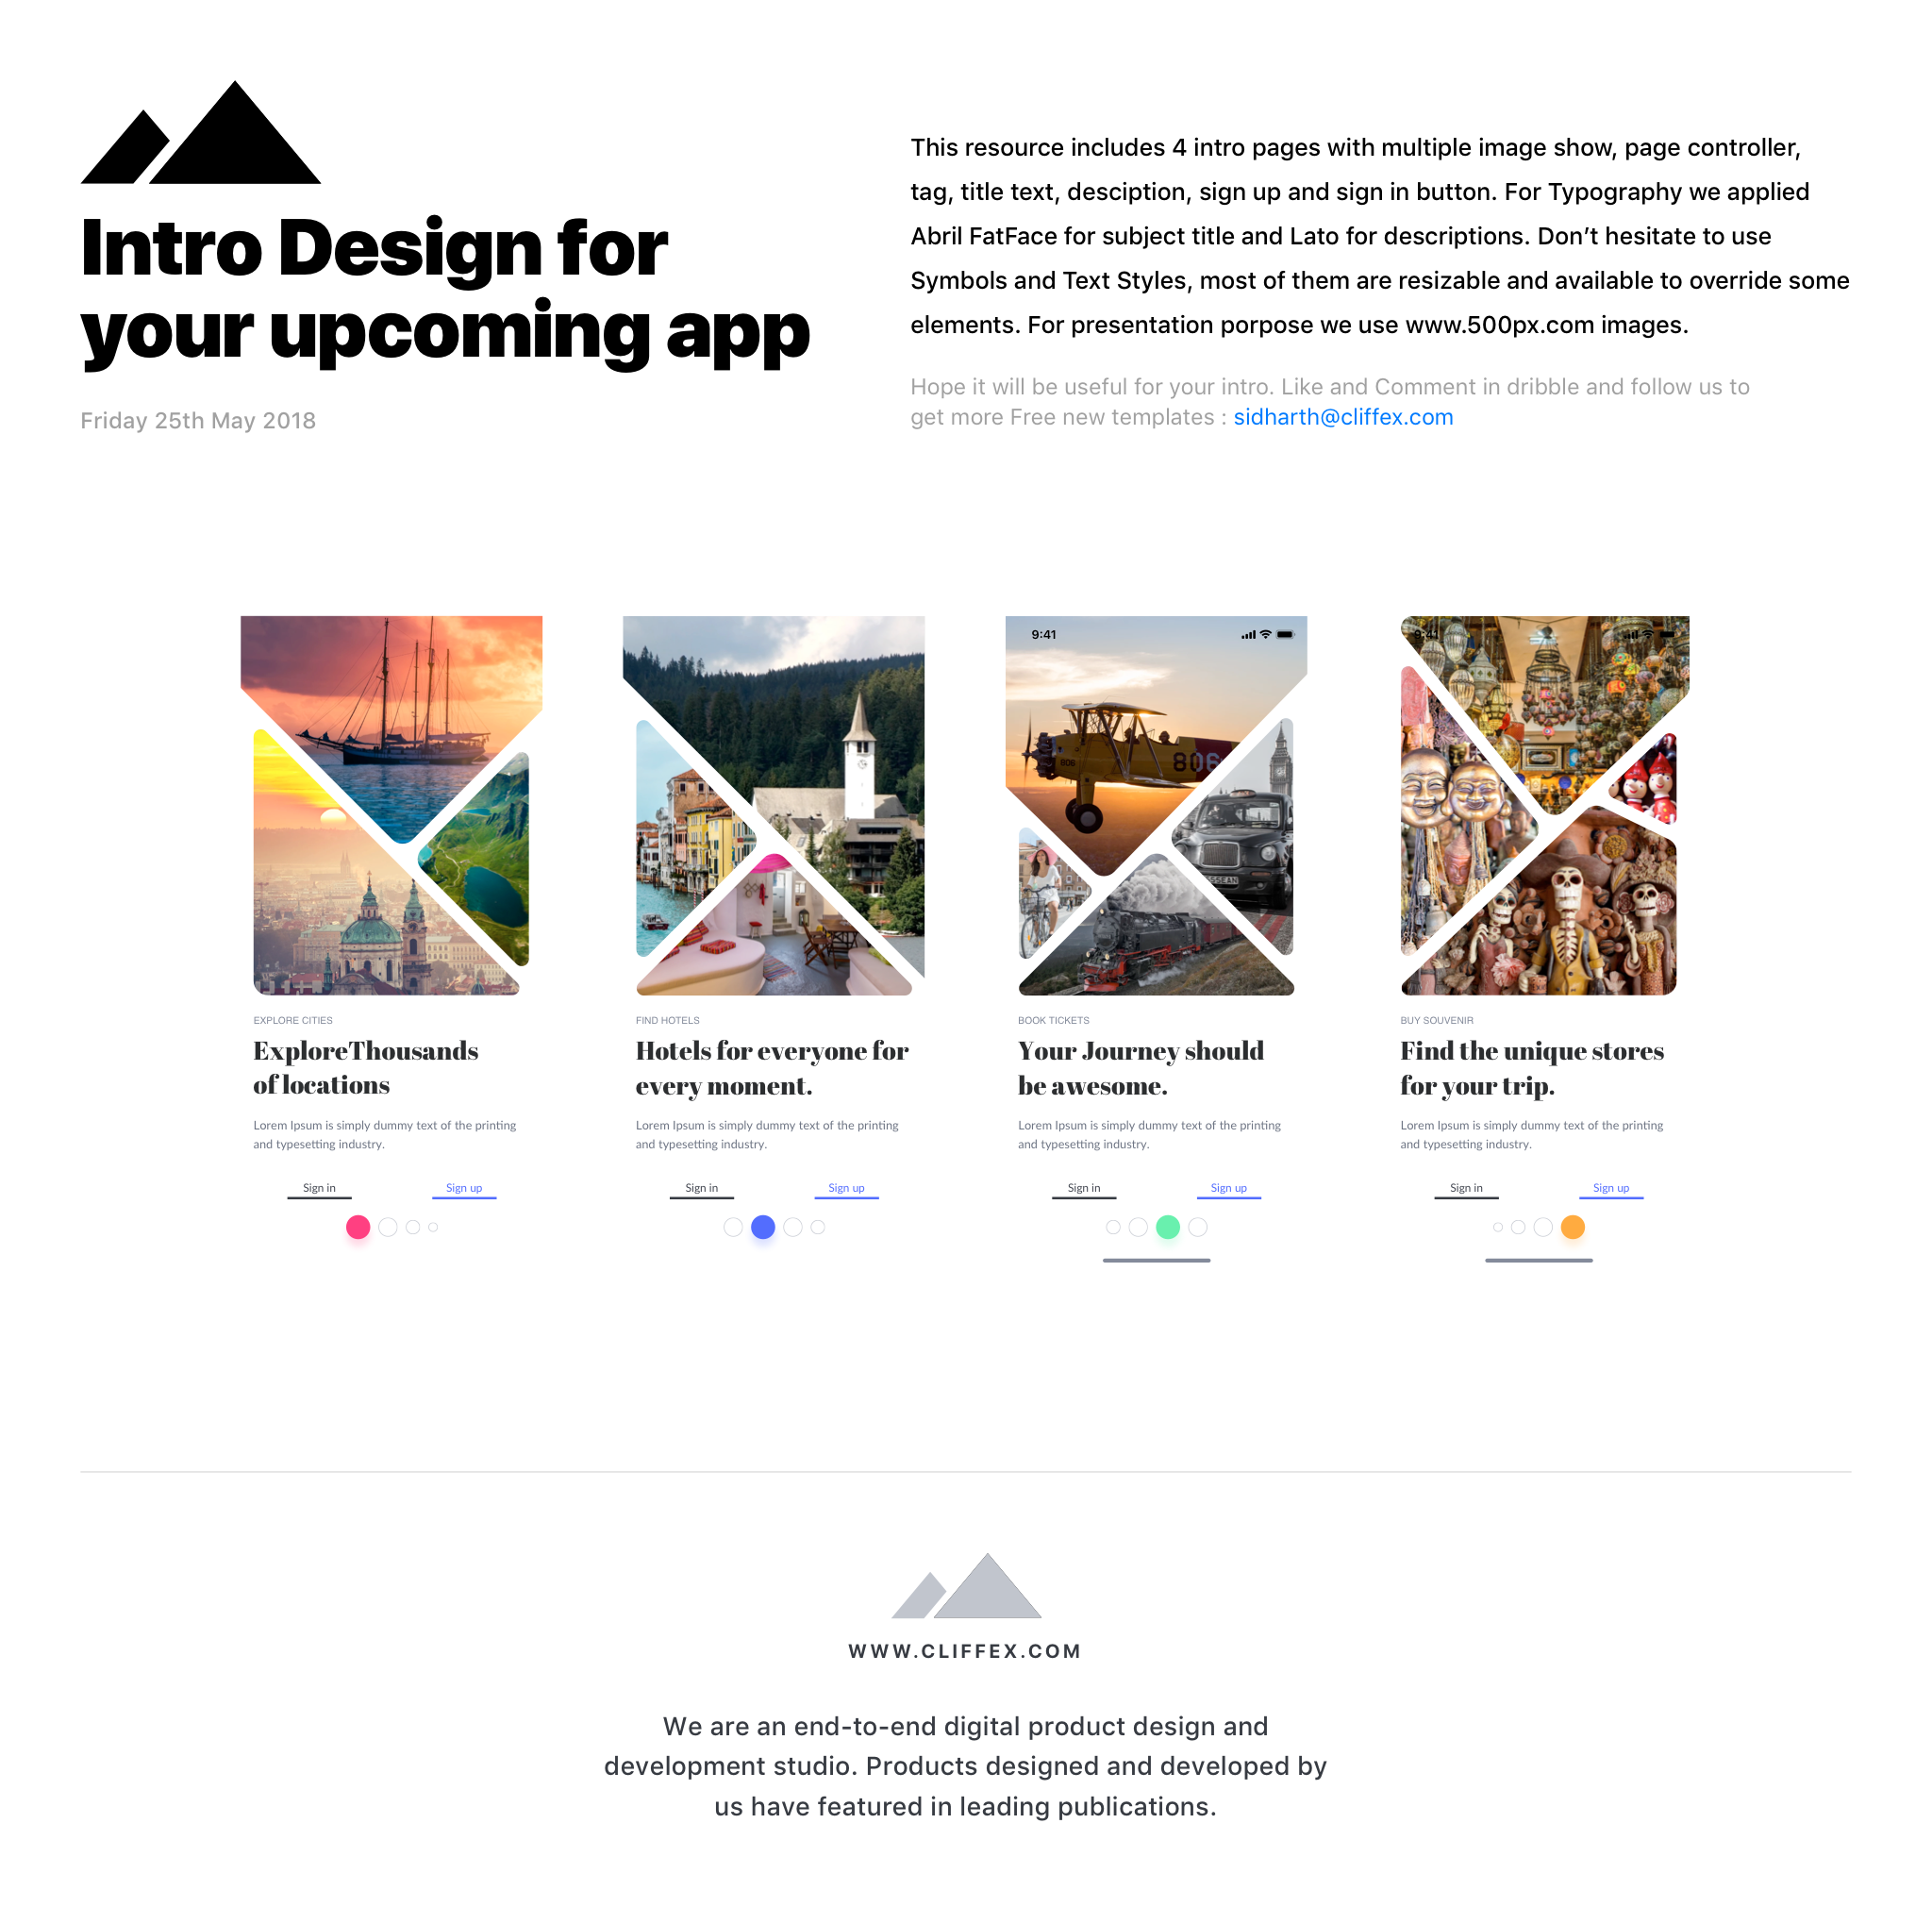 Intro Design for
your upcoming app
Friday 25th May 2018
This resource includes 4 intro pages with multiple image show, page controller,
tag, title text, desciption, sign up and sign in button. For Typography we applied
Abril FatFace for subject title and Lato for descriptions. Don’t hesitate to use
Symbols and Text Styles, most of them are resizable and available to override some
elements. For presentation porpose we use www.500px.com images.
Hope it will be useful for your intro. Like and Comment in dribble and follow us to
get more Free new templates : sidharth@cliffex.com
EXPLORE CITIES
ExploreThousands
of locations
Lorem Ipsum is simply dummy text of the printing
and typesetting industry.
Sign in
Sign up
FIND HOTELS
Hotels for everyone for
every moment.
Lorem Ipsum is simply dummy text of the printing
and typesetting industry.
Sign in
Sign up
9:41
806
BOOK TICKETS
Your Journey should
be awesome.
Lorem Ipsum is simply dummy text of the printing
and typesetting industry.
Sign in
Sign up
9:41
BUY SOUVENIR
Find the unique stores
for your trip.
Lorem Ipsum is simply dummy text of the printing
and typesetting industry.
Sign in
Sign up
WWW.CLIFFEX.COM
We are an end-to-end digital product design and
development studio. Products designed and developed by
us have featured in leading publications.